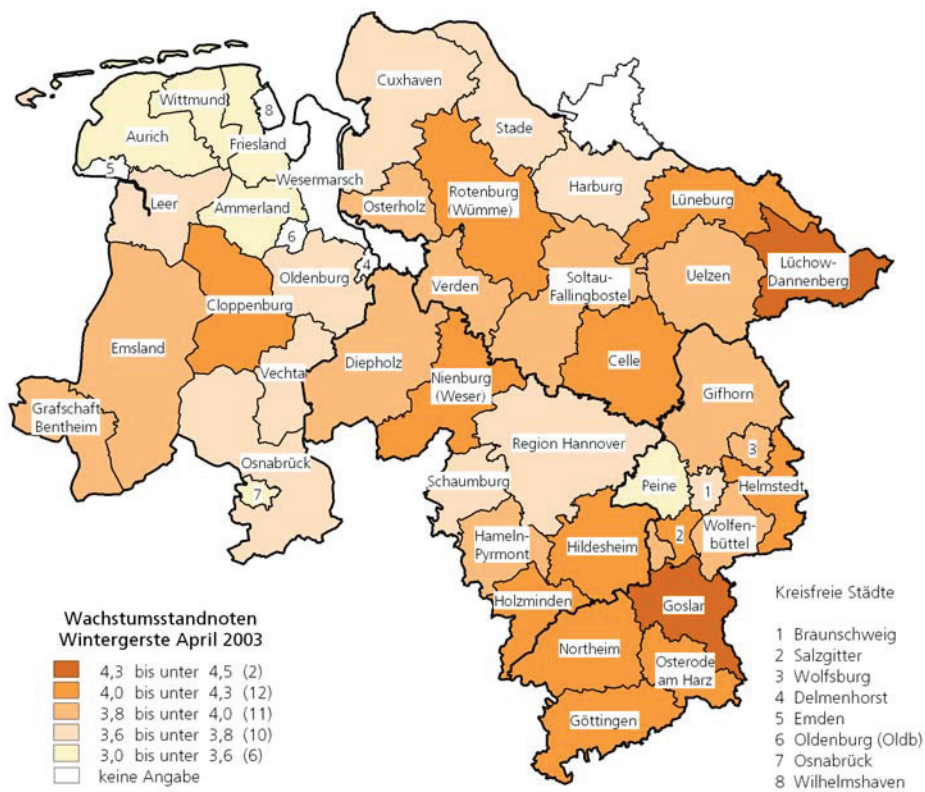 Cuxhaven
Wittmund
8
Stade
Aurich
Friesland
5
Wesermarsch
Harburg
Leer
Rotenburg
(Wümme)
Lüneburg
Osterholz
Ammerland
6
4
Oldenburg
Soltau-
Fallingbostel
Uelzen
Lüchow-
Dannenberg
Verden
Cloppenburg
Emsland
Diepholz
Celle
Vechta
Nienburg
(Weser)
Gifhorn
Grafschaft
Bentheim
Region Hannover
3
Osnabrück
Schaumburg
Peine
1
Helmstedt
7
Hameln-
Pyrmont
Hildesheim
2
Wolfen-
büttel
Holzminden
Goslar
Northeim
Osterode
am Harz
Göttingen
Wachstumsstandnoten
Wintergerste April 2003
4,3 bis unter 4,5 (2)
4,0 bis unter 4,3 (12)
3,8 bis unter 4,0 (11)
3,6 bis unter 3,8 (10)
3,0 bis unter 3,6 (6)
keine Angabe
Kreisfreie Städte
1 Braunschweig
2 Salzgitter
3 Wolfsburg
4 Delmenhorst
5 Emden
6 Oldenburg (Oldb)
7 Osnabrück
8 Wilhelmshaven